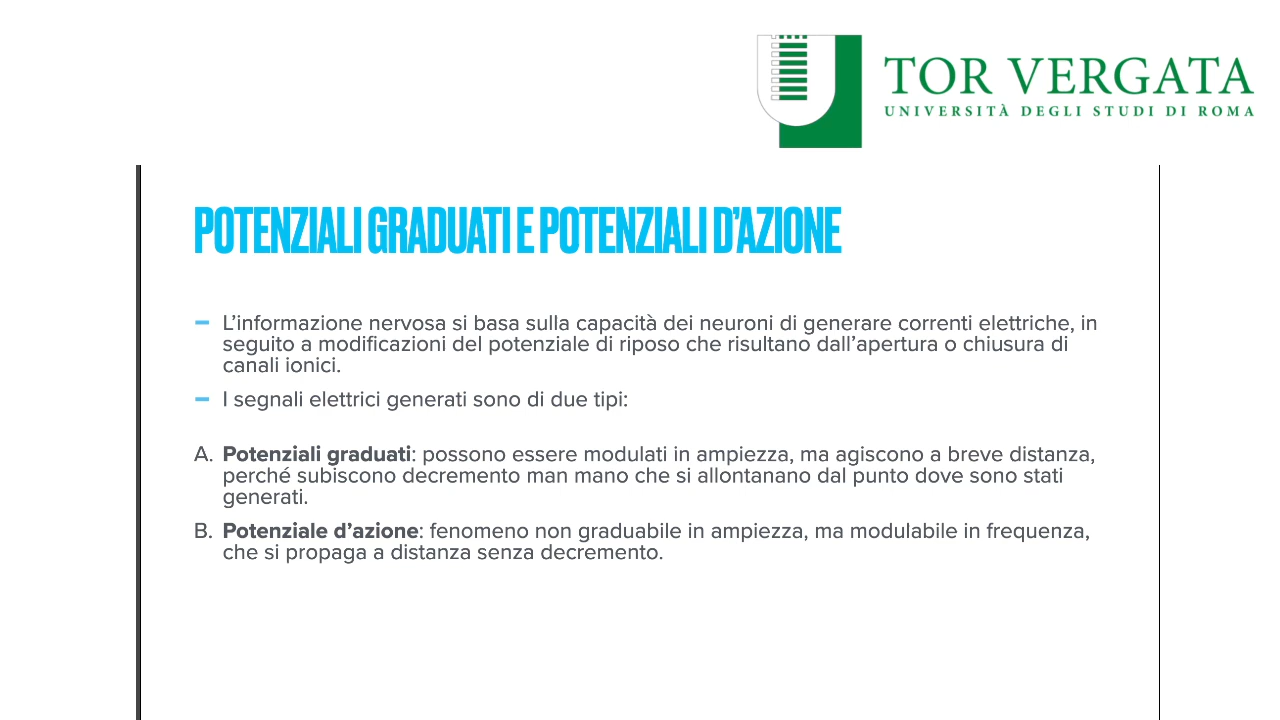 TOR VERGATA
UNIVERSITÀ DEGLI STUDI DI ROMA
POTENZIALI GRADUATI E POTENZIALI D'AZIONE
– L'informazione nervosa si basa sulla capacità dei neuroni di generare correnti elettriche, in
seguito a modificazioni del potenziale di riposo che risultano dall'apertura o chiusura di
canali ionici.
– I segnali elettrici generati sono di due tipi:
A. Potenziali graduati: possono essere modulati in ampiezza, ma agiscono a breve distanza,
perché subiscono decremento man mano che si allontanano dal punto dove sono stati
generati.
B. Potenziale d'azione: fenomeno non graduabile in ampiezza, ma modulabile in frequenza,
che si propaga a distanza senza decremento.